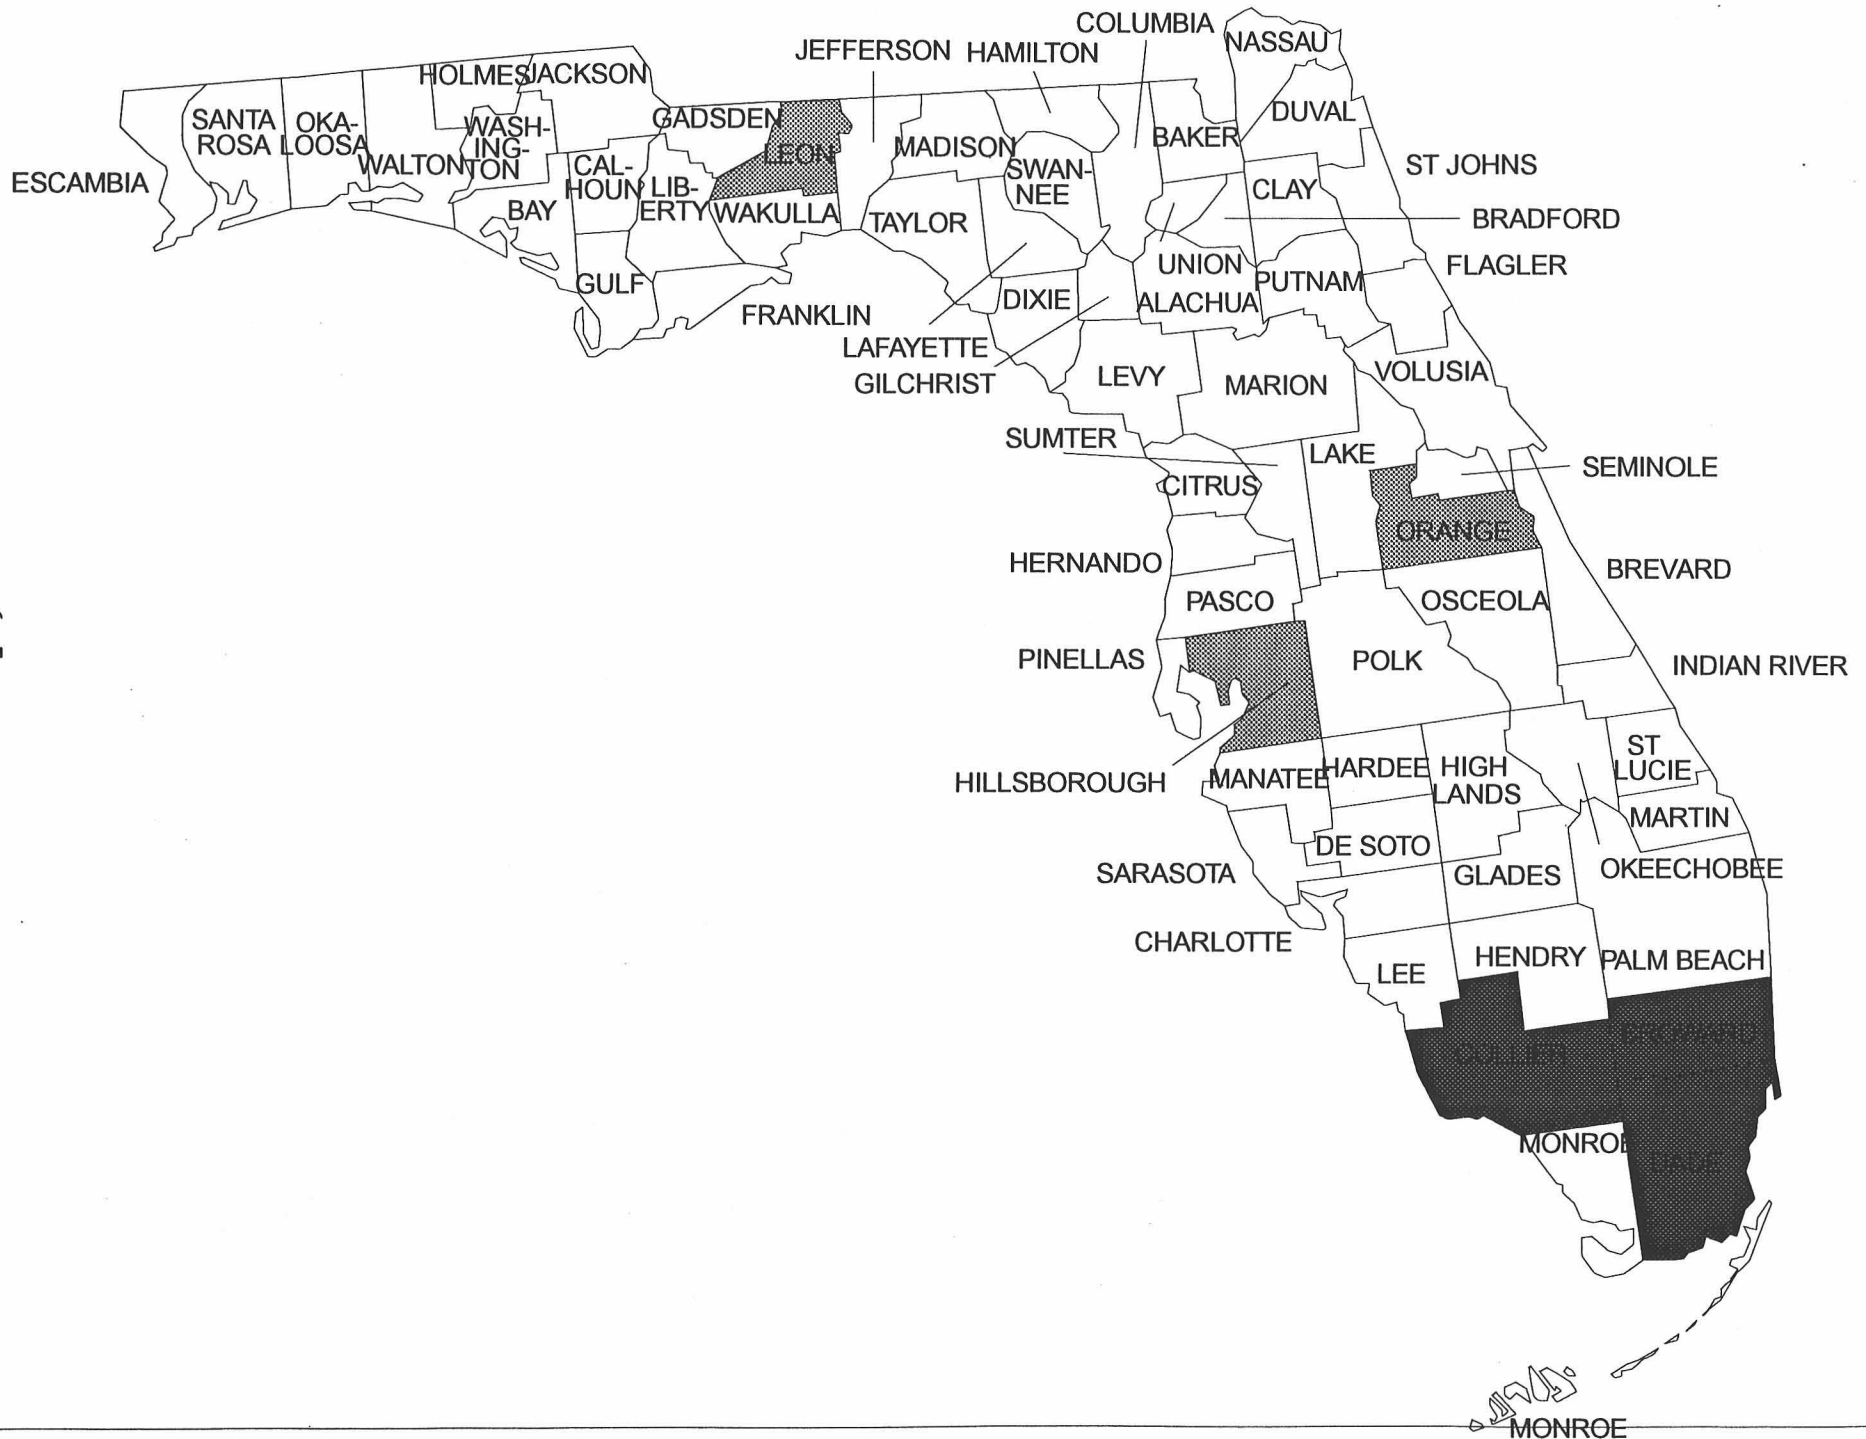 COLUMBIA
NASSAU
JEFFERSON
HAMILTON
HOLMES
JACKSON
SANTA
ROSA
OKA-
LOOSA
WALTON
WASH-
ING-
TON
GADSDEN
LEON
MADISON
BAKER
DUVAL
ESCAMBIA
BAY
CAL-
HOUN
LIB-
ERTY
WAKULLA
TAYLOR
SWAN-
NEE
CLAY
ST JOHNS
BRADFORD
UNION
FLAGLER
GULF
FRANKLIN
DIXIE
ALACHUA
PUTNAM
LAFAYETTE
GILCHRIST
LEVY
MARION
VOLUSIA
SUMTER
LAKE
CITRUS
SEMINOLE
ORANGE
HERNANDO
BREVARD
PASCO
OSCEOLA
PINELLAS
POLK
INDIAN RIVER
HILLSBOROUGH
MANATEE
HARDEE
HIGH
LANDS
ST
LUCIE
MARTIN
DE SOTO
SARASOTA
GLADES
OKEECHOBEE
CHARLOTTE
LEE
HENDRY
PALM BEACH
BROWARD
COLLIER
MONROE
DADE
MONROE